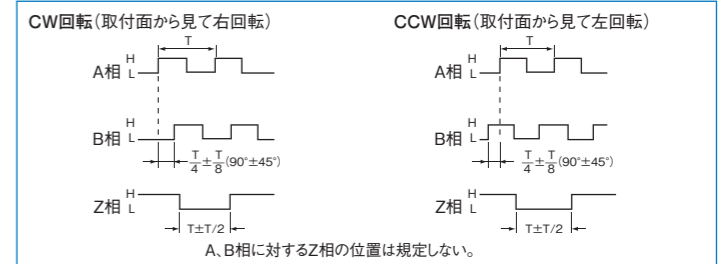 CW回転(取付面から見て右回転)
T
A相 H L
B相 H L
T/4±T/8(90°±45°)
Z相 H L
T±T/2
CCW回転(取付面から見て左回転)
T
A相 H L
B相 H L
T/4±T/8(90°±45°)
Z相 H L
T±T/2
A、B相に対するZ相の位置は規定しない。